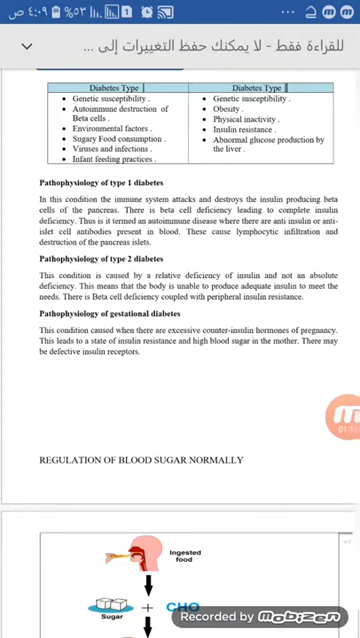 ٤:٠٩ ص
٥٣%
للقراءة فقط - لا يمكنك حفظ التغييرات إلى ...
Diabetes Type I
Diabetes Type II
• Genetic susceptibility .
• Autoimmune destruction of
Beta cells .
• Environmental factors.
• Sugary Food consumption .
• Viruses and infections .
• Infant feeding practices .
• Genetic susceptibility .
• Obesity .
• Physical inactivity .
• Insulin resistance .
• Abnormal glucose production by
the liver .
Pathophysiology of type 1 diabetes
In this condition the immune system attacks and destroys the insulin producing beta
cells of the pancreas. There is beta cell deficiency leading to complete insulin
deficiency. Thus is it termed an autoimmune disease where there are anti insulin or anti-
islet cell antibodies present in blood. These cause lymphocytic infiltration and
destruction of the pancreas islets.
Pathophysiology of type 2 diabetes
This condition is caused by a relative deficiency of insulin and not an absolute
deficiency. This means that the body is unable to produce adequate insulin to meet the
needs. There is Beta cell deficiency coupled with peripheral insulin resistance.
Pathophysiology of gestational diabetes
This condition caused when there are excessive counter-insulin hormones of pregnancy.
This leads to a state of insulin resistance and high blood sugar in the mother. There may
be defective insulin receptors.
REGULATION OF BLOOD SUGAR NORMALLY
Ingested
food
Sugar
+ CHO
Recorded by Mobizen